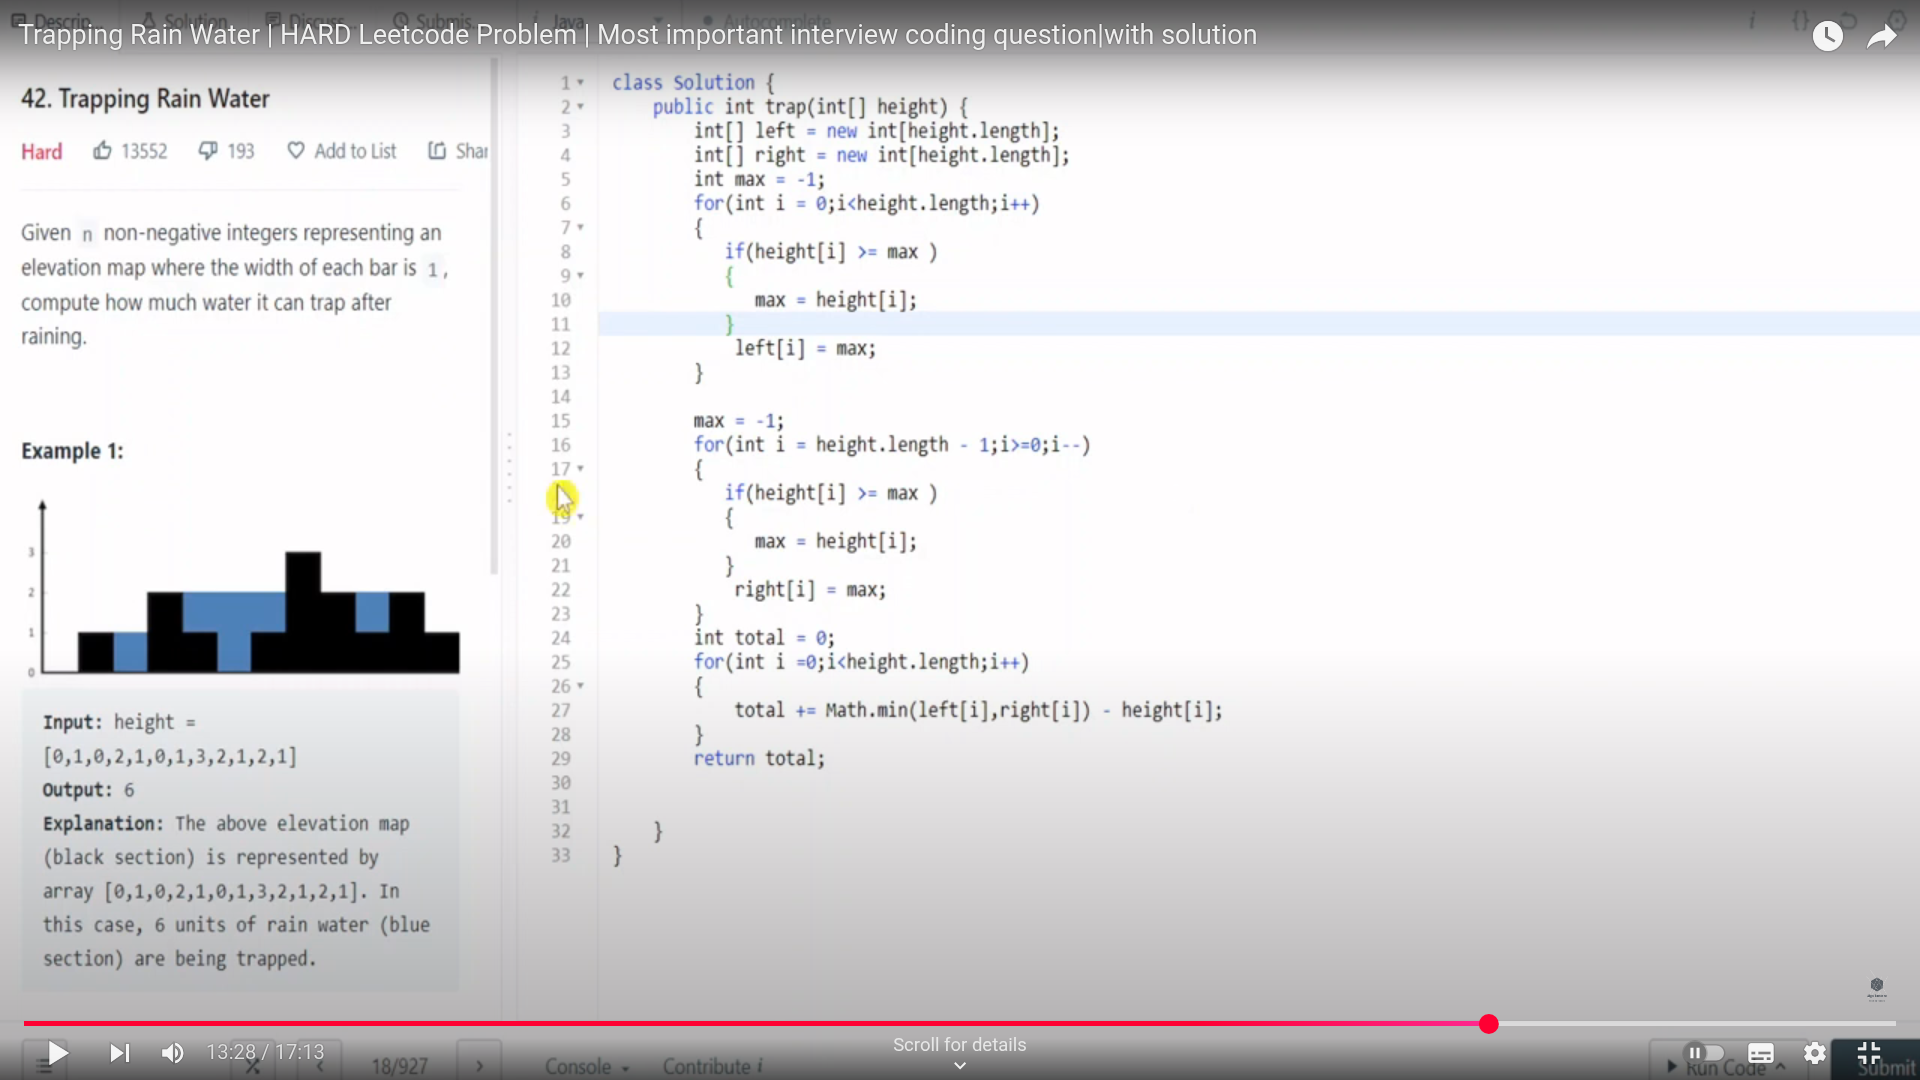 Trapping Rain Water | HARD Leetcode Problem | Most important interview coding question|with solution
Java
Autocomplete
42. Trapping Rain Water
Hard 13552 193 Add to List Shar
Given n non-negative integers representing an
elevation map where the width of each bar is 1,
compute how much water it can trap after
raining.
Example 1:
3
2
1
0
Input: height =
[0,1,0,2,1,0,1,3,2,1,2,1]
Output: 6
Explanation: The above elevation map
(black section) is represented by
array [0,1,0,2,1,0,1,3,2,1,2,1]. In
this case, 6 units of rain water (blue
section) are being trapped.
1 class Solution {
2 public int trap(int[] height) {
3 int[] left = new int[height.length];
4 int[] right = new int[height.length];
5 int max = -1;
6 for(int i = 0;i<height.length;i++)
7 {
8 if(height[i] >= max )
9 {
10 max = height[i];
11 }
12 left[i] = max;
13 }
14
15 max = -1;
16 for(int i = height.length - 1;i>=0;i--)
17 {
if(height[i] >= max )
19 {
20 max = height[i];
21 }
22 right[i] = max;
23 }
24 int total = 0;
25 for(int i =0;i<height.length;i++)
26 {
27 total += Math.min(left[i],right[i]) - height[i];
28 }
29 return total;
30
31
32 }
33 }
13:28 / 17:13
18/927
Console
Contribute i
Scroll for details
Run Code
Submit